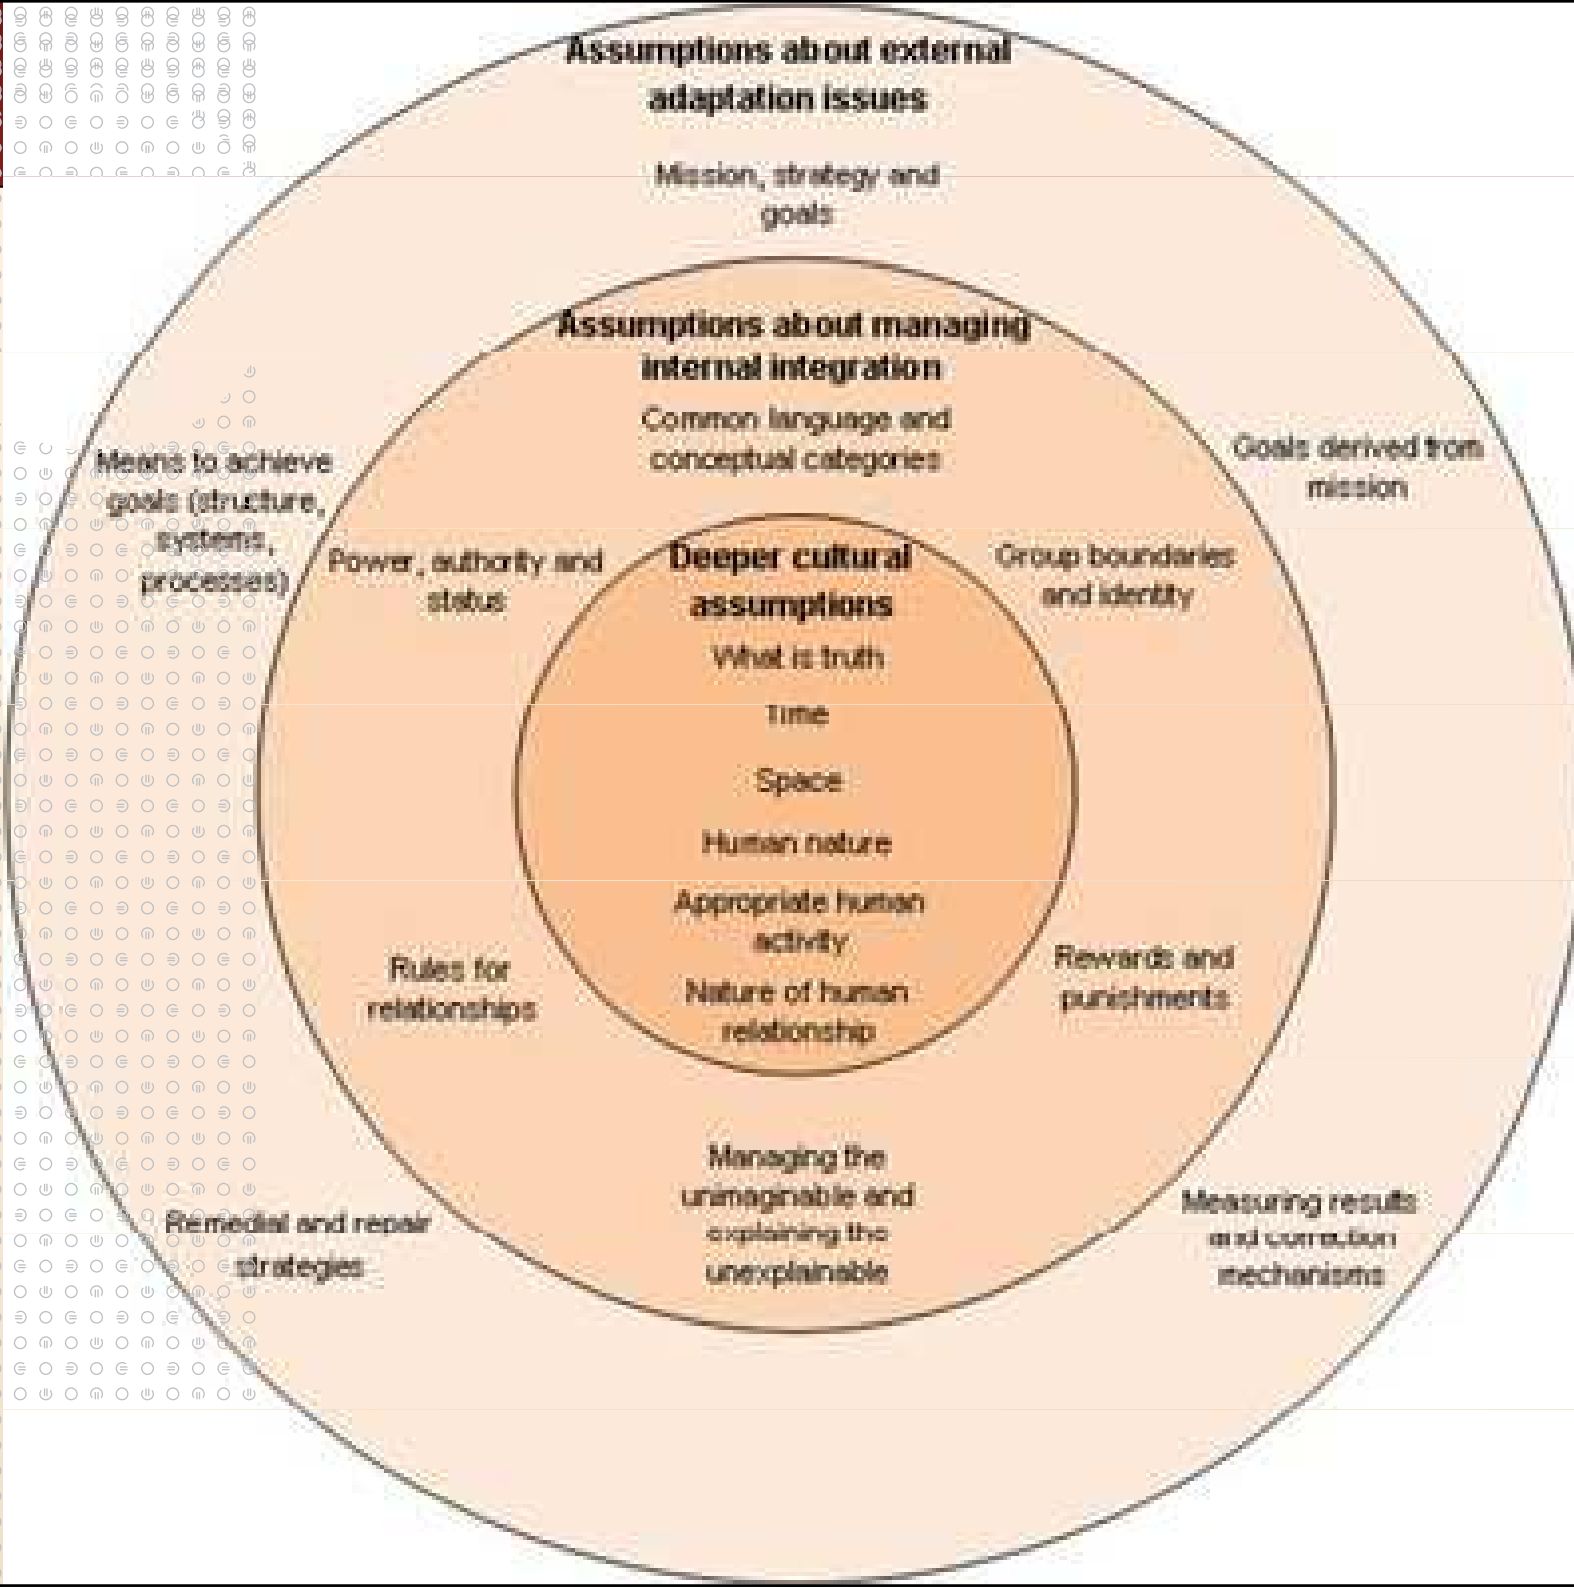 Assumptions about external
adaptation issues
Mission, strategy and
goals
Assumptions about managing
internal integration
Common language and
conceptual categories
Means to achieve
goals (structure,
systems,
processes)
Goals derived from
mission
Power, authority and
status
Group boundaries
and identity
Deeper cultural
assumptions
What is truth
Time
Space
Human nature
Appropriate human
activity
Nature of human
relationship
Rules for
relationships
Rewards and
punishments
Managing the
unimaginable and
explaining the
unexplainable
Remedial and repair
strategies
Measuring results
and correction
mechanisms